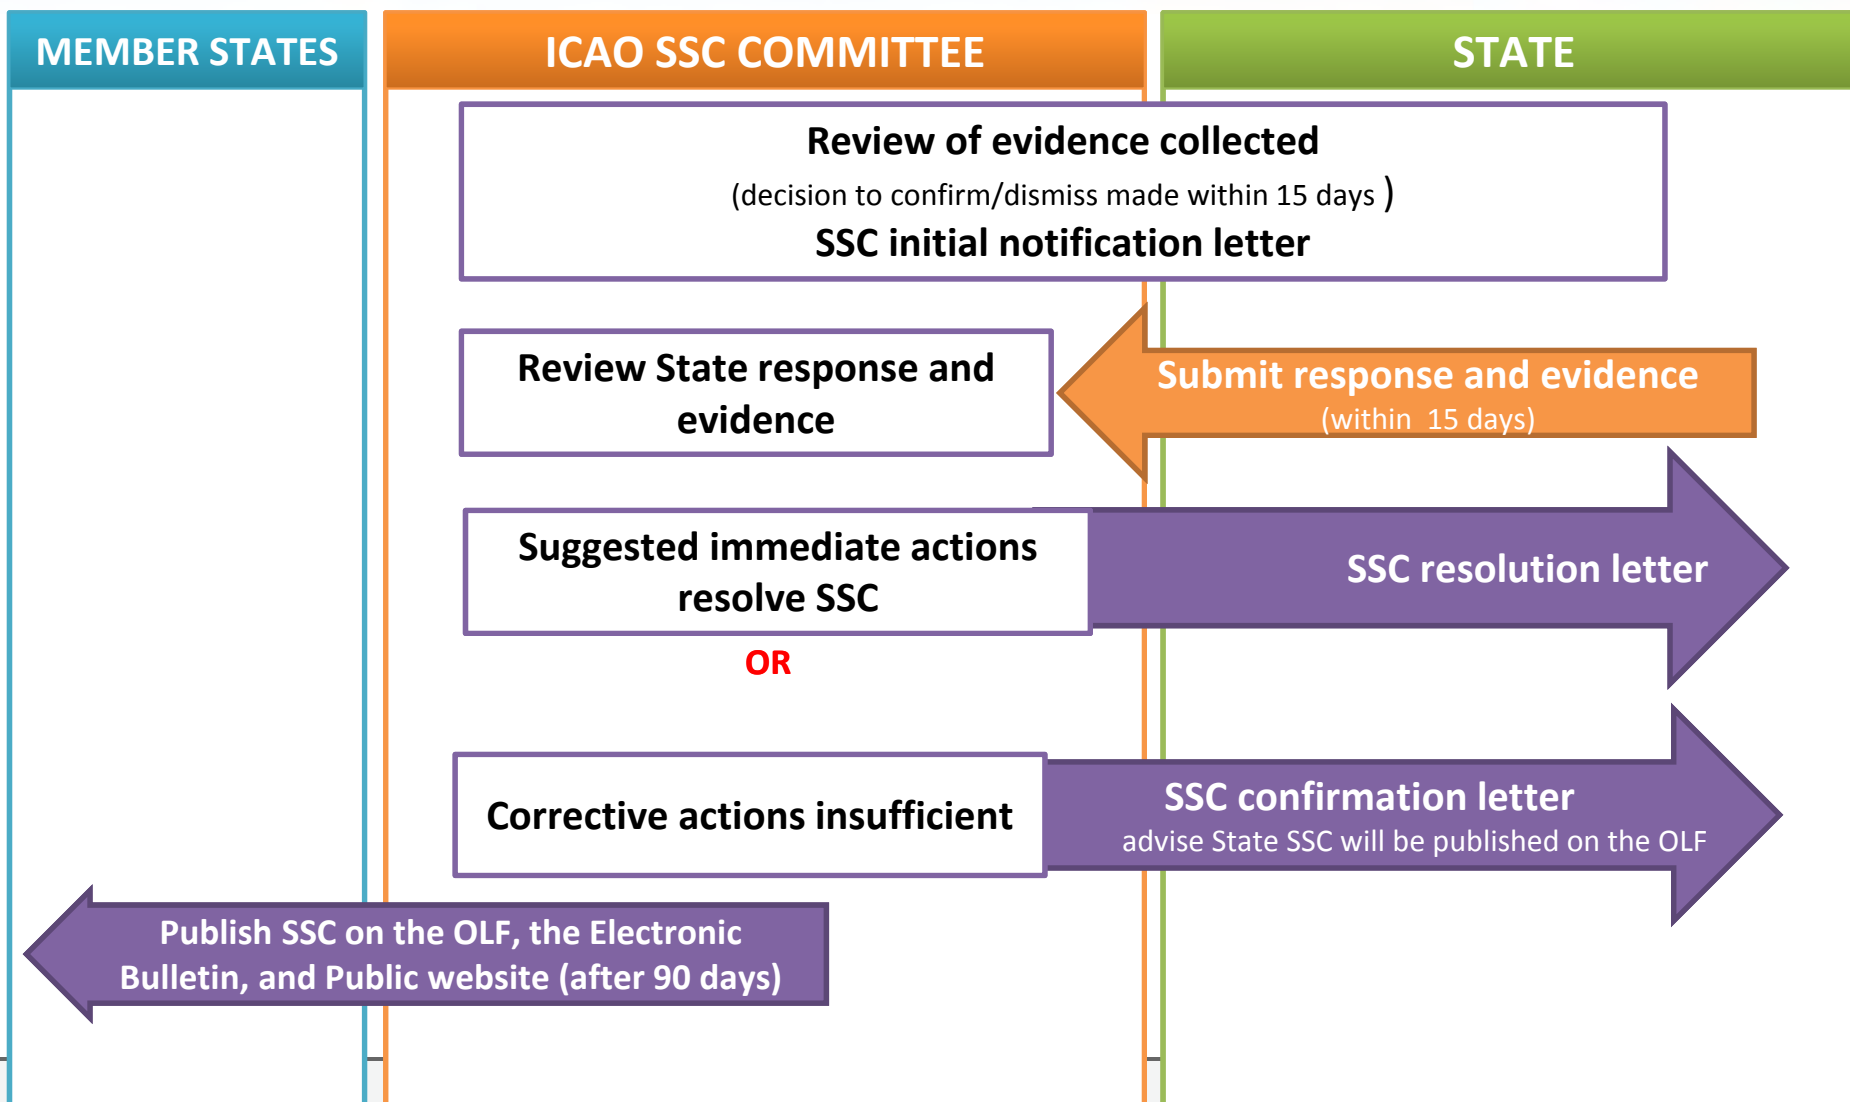 MEMBER STATES
ICAO SSC COMMITTEE
STATE
Review of evidence collected
(decision to confirm/dismiss made within 15 days )
SSC initial notification letter
Review State response and
evidence
Submit response and evidence
(within 15 days)
Suggested immediate actions
resolve SSC
SSC resolution letter
OR
Corrective actions insufficient
SSC confirmation letter
advise State SSC will be published on the OLF
Publish SSC on the OLF, the Electronic
Bulletin, and Public website (after 90 days)